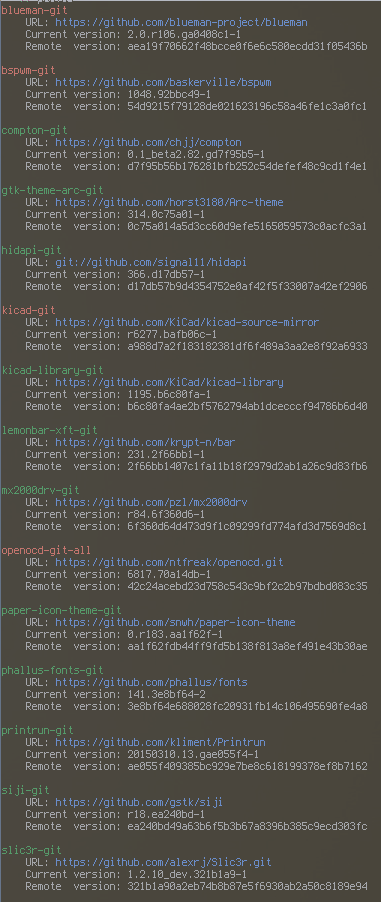 blueman-git
URL: https://github.com/blueman-project/blueman
Current version: 2.0.r106.ga0408c1-1
Remote  version: aea19f70662f48bcce0f6e6c580ecdd31f05436b
bspwm-git
URL: https://github.com/baskerville/bspwm
Current version: 1048.92bbc49-1
Remote  version: 54d9215f79128de021623196c58a46fe1c3a0fc1
compton-git
URL: https://github.com/chjj/compton
Current version: 0.1_beta2.82.gd7f95b5-1
Remote  version: d7f95b56b176281bfb252c54defef48c9cd1f4e1
gtk-theme-arc-git
URL: https://github.com/horst3180/Arc-theme
Current version: 314.0c75a01-1
Remote  version: 0c75a014a5d3cc60d9efe5165059573c0acfc3a1
hidapi-git
URL: git://github.com/signal11/hidapi
Current version: 366.d17db57-1
Remote  version: d17db57b9d4354752e0af42f5f33007a42ef2906
kicad-git
URL: https://github.com/KiCad/kicad-source-mirror
Current version: r6277.bafb06c-1
Remote  version: a988d7a2f183182381df6f489a3aa2e8f92a6933
kicad-library-git
URL: https://github.com/KiCad/kicad-library
Current version: 1195.b6c80fa-1
Remote  version: b6c80fa4ae2bf5762794ab1dcecccf94786b6d40
lemonbar-xft-git
URL: https://github.com/krypt-n/bar
Current version: 231.2f66bb1-1
Remote  version: 2f66bb1407c1fa11b18f2979d2ab1a26c9d83fb6
mx2000drv-git
URL: https://github.com/pzl/mx2000drv
Current version: r84.6f360d6-1
Remote  version: 6f360d64d473d9f1c09299fd774afd3d7569d8c1
openocd-git-all
URL: https://github.com/ntfreak/openocd.git
Current version: 6817.70a14db-1
Remote  version: 42c24acebd23d758c543c9bf2c2b97bdbd083c35
paper-icon-theme-git
URL: https://github.com/snwh/paper-icon-theme
Current version: 0.r183.aa1f62f-1
Remote  version: aa1f62fdb44ff9fd5b138f813a8ef491e43b30ae
phallus-fonts-git
URL: https://github.com/phallus/fonts
Current version: 141.3e8bf64-2
Remote  version: 3e8bf64e688028fc20931fb14c106495690fe4a8
printrun-git
URL: https://github.com/kliment/Printrun
Current version: 20150310.13.gae055f4-1
Remote  version: ae055f409385bc929e7be8c618199378ef8b7162
siji-git
URL: https://github.com/gstk/siji
Current version: r18.ea240bd-1
Remote  version: ea240bd49a63b6f5b3b67a8396b385c9ecd303fc
slic3r-git
URL: https://github.com/alexrj/Slic3r.git
Current version: 1.2.10_dev.321b1a9-1
Remote  version: 321b1a90a2eb74b8b87e5f6930ab2a50c8189e94